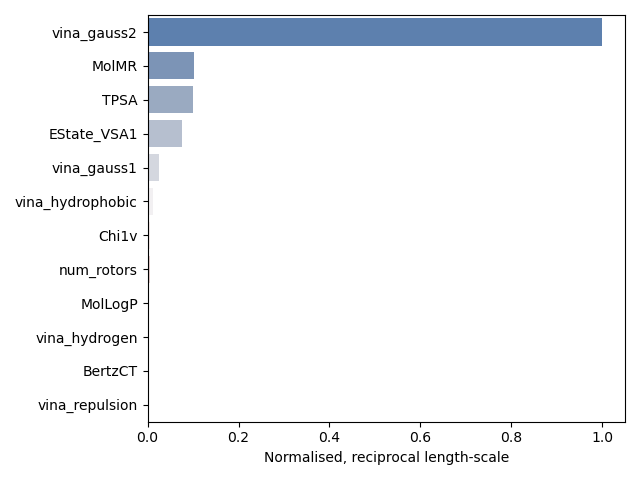 vina_gauss2
MolMR
TPSA
EState_VSA1
vina_gauss1
vina_hydrophobic
Chi1v
num_rotors
MolLogP
vina_hydrogen
BertzCT
vina_repulsion
0.0 0.2 0.4 0.6 0.8 1.0
Normalised, reciprocal length-scale